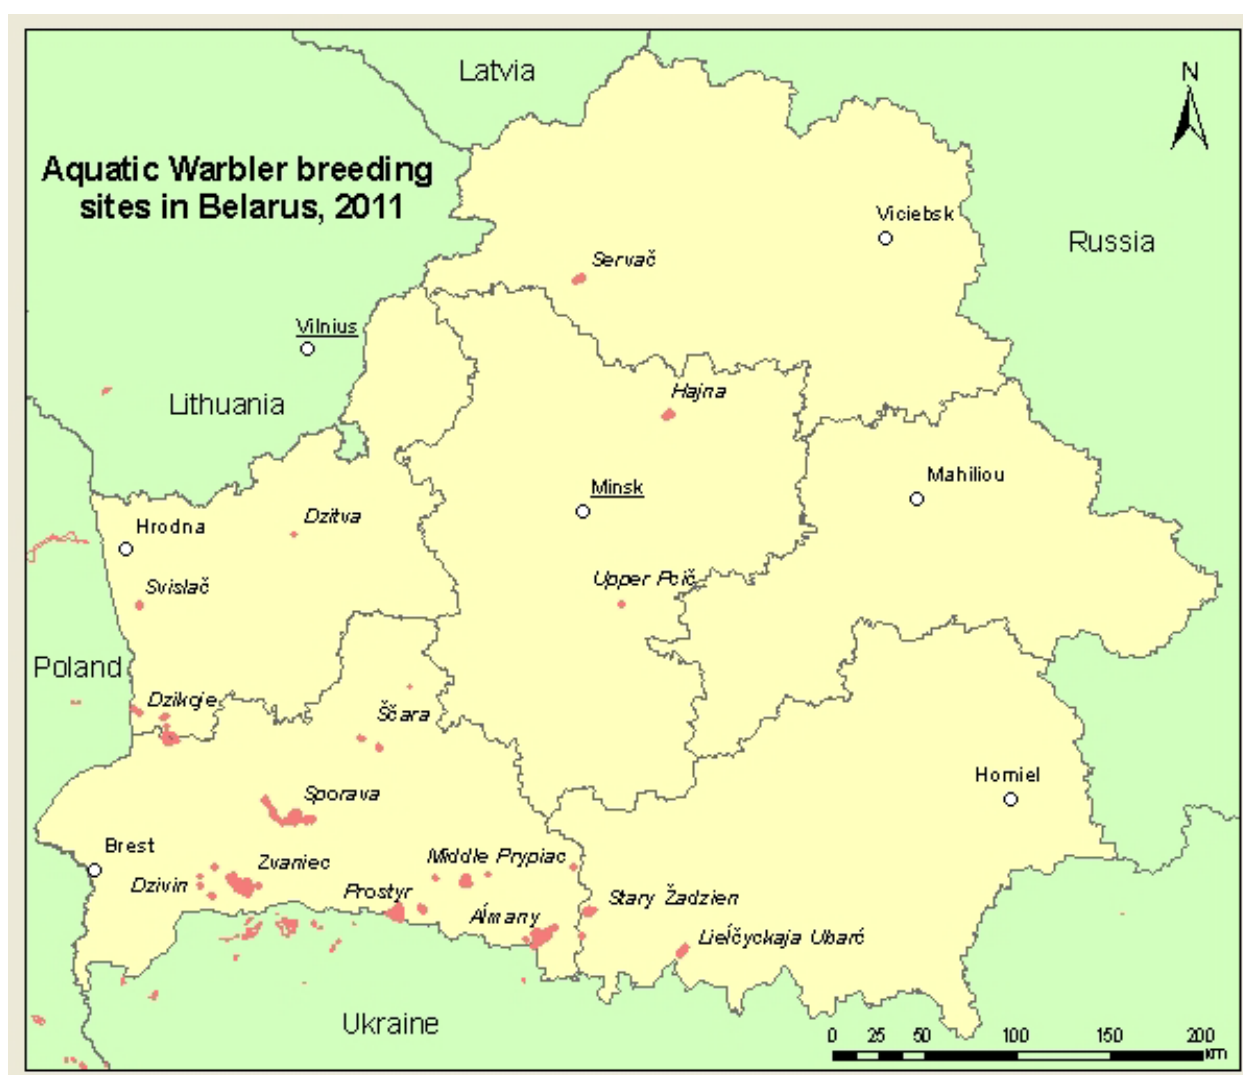 Latvia
N
Aquatic Warbler breeding
sites in Belarus, 2011
Viciebsk
Russia
Servač
Vilnius
Hajna
Lithuania
Mahiliou
Minsk
Dzitva
Hrodna
Svislač
Upper Pcič
Poland
Dzikoje
Ščara
Homiel
Sporava
Brest
Zvaniec
Middle Prypiac
Dzivin
Prostyr
Stary Žadzien
Aĺmany
Lieĺčyckaja Ubarć
Ukraine
0 25 50 100 150 200
km